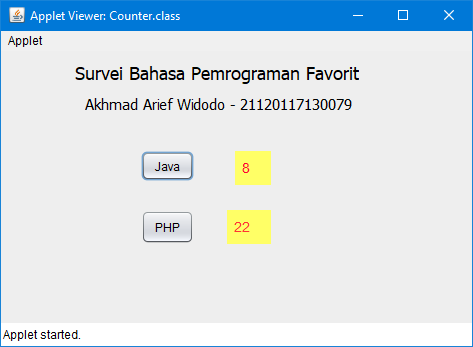 Applet Viewer: Counter.class
Applet
Survei Bahasa Pemrograman Favorit
Akhmad Arief Widodo - 21120117130079
Java 8
PHP 22
Applet started.